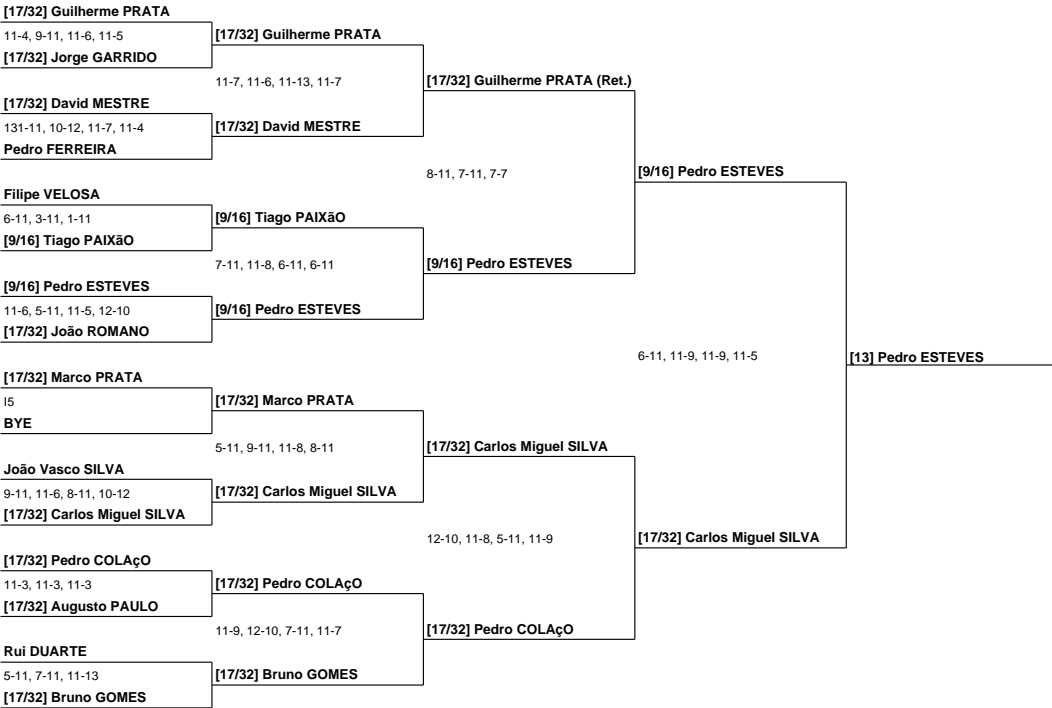 [17/32] Guilherme PRATA
11-4, 9-11, 11-6, 11-5
[17/32] Jorge GARRIDO
[17/32] David MESTRE
131-11, 10-12, 11-7, 11-4
Pedro FERREIRA
Filipe VELOSA
6-11, 3-11, 1-11
[9/16] Tiago PAIXãO
[9/16] Pedro ESTEVES
11-6, 5-11, 11-5, 12-10
[17/32] João ROMANO
[17/32] Marco PRATA
I5
BYE
João Vasco SILVA
9-11, 11-6, 8-11, 10-12
[17/32] Carlos Miguel SILVA
[17/32] Pedro COLAçO
11-3, 11-3, 11-3
[17/32] Augusto PAULO
Rui DUARTE
5-11, 7-11, 11-13
[17/32] Bruno GOMES
[17/32] Guilherme PRATA
11-7, 11-6, 11-13, 11-7
[17/32] David MESTRE
[9/16] Tiago PAIXãO
7-11, 11-8, 6-11, 6-11
[9/16] Pedro ESTEVES
[17/32] Marco PRATA
5-11, 9-11, 11-8, 8-11
[17/32] Carlos Miguel SILVA
[17/32] Pedro COLAçO
11-9, 12-10, 7-11, 11-7
[17/32] Bruno GOMES
[17/32] Guilherme PRATA (Ret.)
8-11, 7-11, 7-7
[9/16] Pedro ESTEVES
[17/32] Carlos Miguel SILVA
12-10, 11-8, 5-11, 11-9
[17/32] Pedro COLAçO
[9/16] Pedro ESTEVES
6-11, 11-9, 11-9, 11-5
[17/32] Carlos Miguel SILVA
[13] Pedro ESTEVES